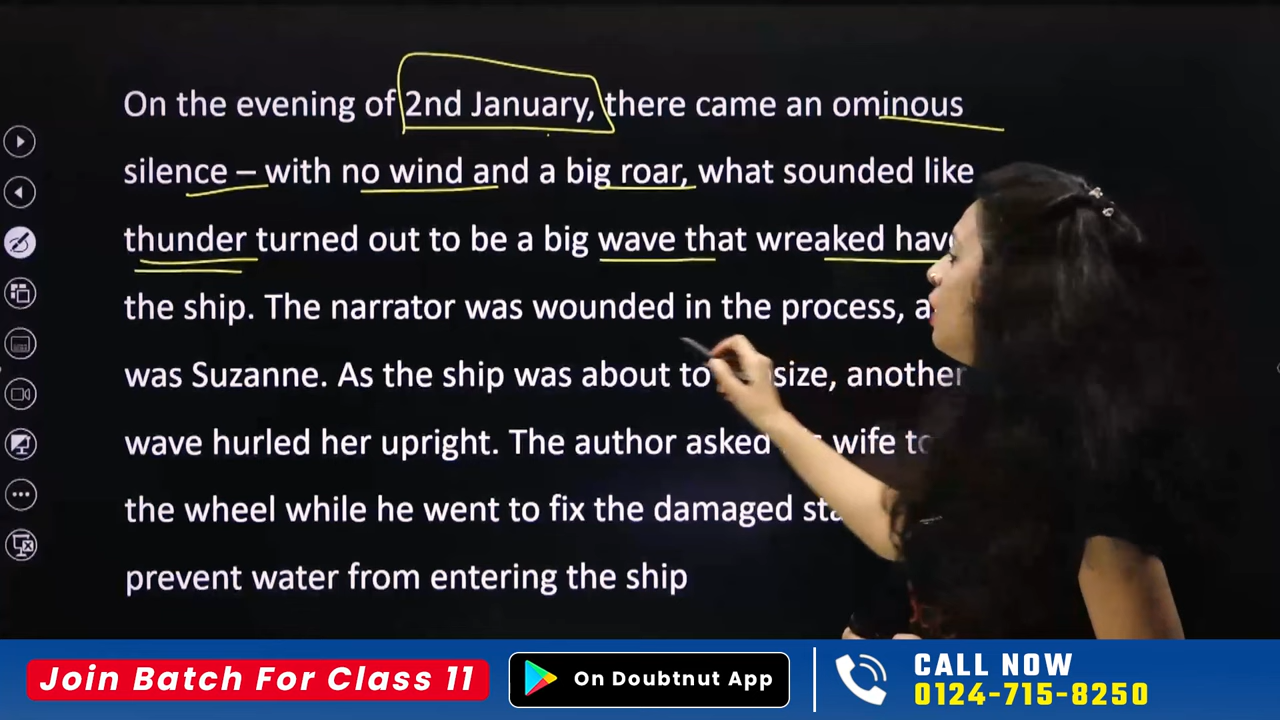 On the evening of 2nd January, there came an ominous
silence – with no wind and a big roar, what sounded like
thunder turned out to be a big wave that wreaked
the ship. The narrator was wounded in the process,
was Suzanne. As the ship was about to another
wave hurled her upright. The author asked wife
the wheel while he went to fix the damaged
prevent water from entering the ship
Join Batch For Class 11
On Doubtnut App
CALL NOW
0124-715-8250